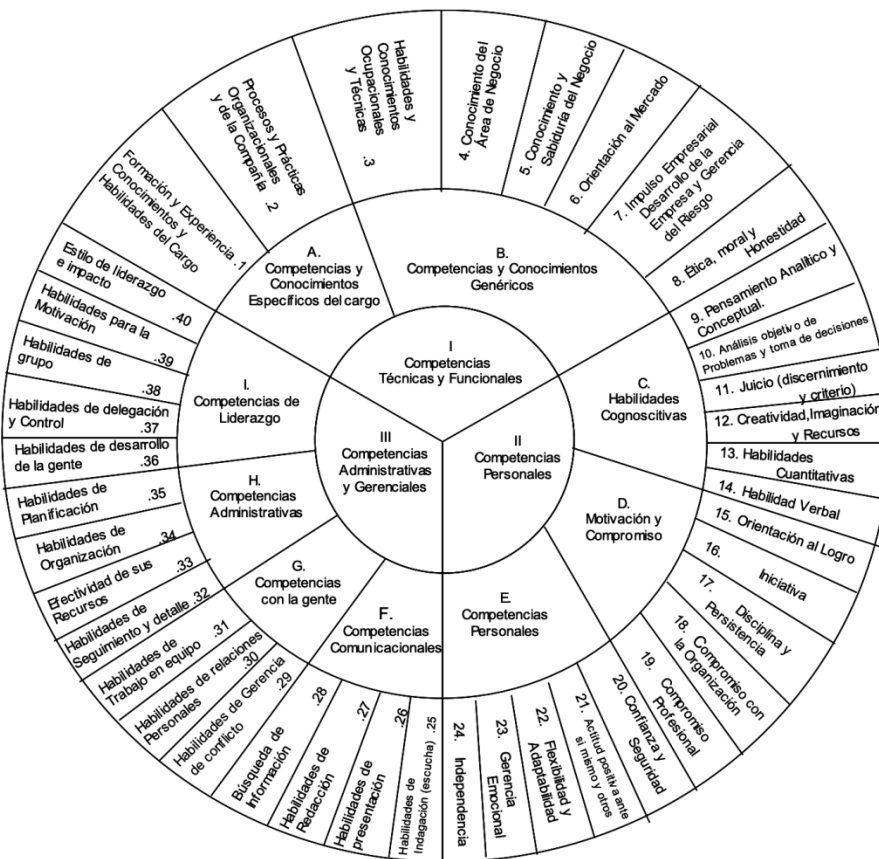 I
Competencias
Técnicas y Funcionales
II
Competencias
Personales
III
Competencias
Administrativas
y Gerenciales
A.
Competencias y
Conocimientos
Específicos del cargo
B.
Competencias y Conocimientos
Genéricos
C.
Habilidades
Cognoscitivas
D.
Motivación y
Compromiso
E.
Competencias
Personales
F.
Competencias
Comunicacionales
G.
Competencias
con la gente
H.
Competencias
Administrativas
I.
Competencias de
Liderazgo
Formación y Experiencia .1
Conocimientos y
Habilidades del Cargo
Procesos y Prácticas
Organizacionales
y de la Compañía .2
Habilidades y
Conocimientos
Ocupacionales
y Técnicas .3
4. Conocimiento del
Área de Negocio
5. Conocimiento y
Sabiduría del Negocio
6. Orientación al Mercado
7. Impulso Empresarial
Desarrollo de la
Empresa y Gerencia
del Riesgo
8. Ética, moral y
Honestidad
9. Pensamiento Analítico y
Conceptual.
10. Análisis objetivo de
Problemas y toma de decisiones
11. Juicio (discernimiento
y criterio)
12. Creatividad,Imaginación
y Recursos
13. Habilidades
Cuantitativas
14. Habilidad Verbal
15. Orientación al Logro
16. Iniciativa
17. Disciplina y
Persistencia
18. Compromiso con
la Organización
19. Compromiso
Profesional
20. Confianza y
Seguridad
21. Actitud positiva ante
si mismo y otros
22. Flexibilidad y
Adaptabilidad
23. Gerencia
Emocional
24. Independencia
Habilidades de .25
Indagación (escucha)
Habilidades de .26
presentación
Habilidades de .27
Redacción
Búsqueda de .28
Información
Habilidades de Gerencia
de conflicto .29
Habilidades de relaciones
Personales .30
Habilidades de .31
Trabajo en equipo
Habilidades de
Seguimiento y detalle .32
Efectividad de sus .33
Recursos
Habilidades de .34
Organización
Habilidades de .35
Planificación
Habilidades de desarrollo
de la gente .36
Habilidades de delegación
y Control .37
Habilidades de .38
grupo
Habilidades para la
Motivación .39
Estilo de liderazgo
e impacto .40